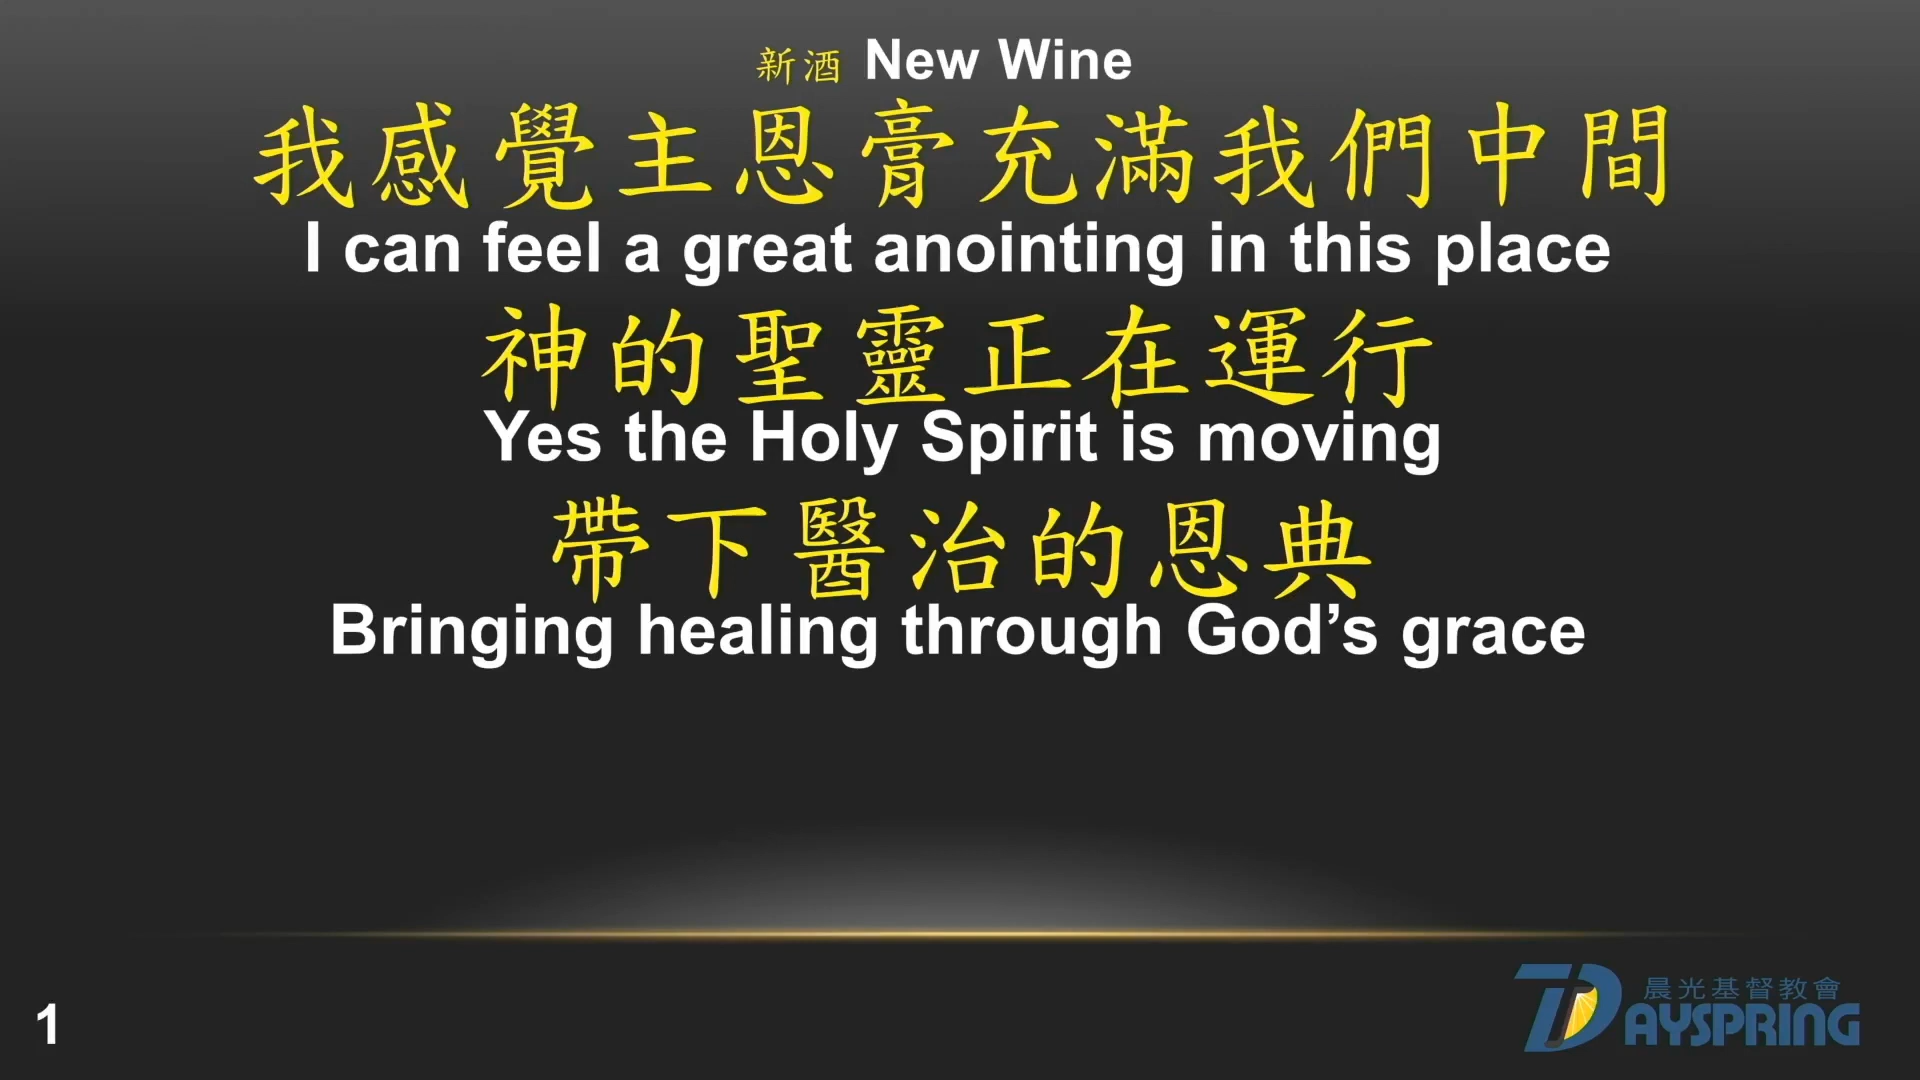 新酒 New Wine
我感覺主恩膏充滿我們中間
I can feel a great anointing in this place
神的聖靈正在運行
Yes the Holy Spirit is moving
帶下醫治的恩典
Bringing healing through God’s grace
1
晨光基督教會
DAYSPRING